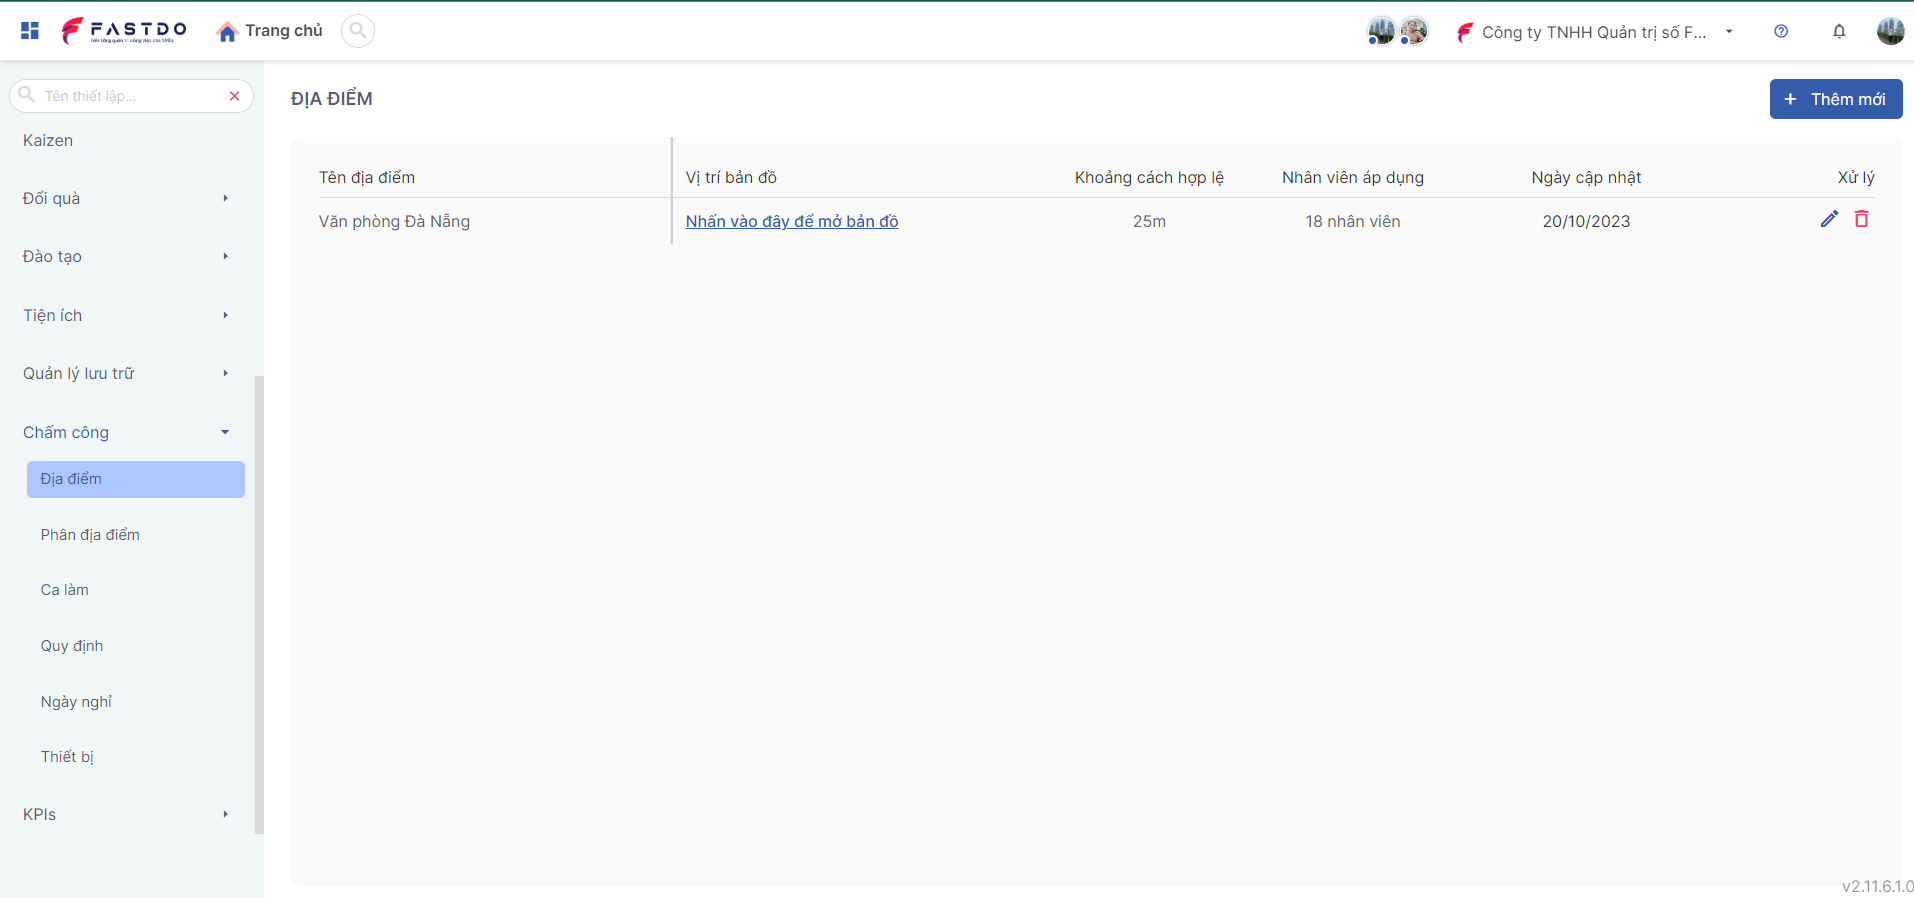 FASTDO
Trang chủ
Công ty TNHH Quản trị số F...
Tên thiết lập...
Kaizen
Đổi quà
Đào tạo
Tiện ích
Quản lý lưu trữ
Chấm công
Địa điểm
Phân địa điểm
Ca làm
Quy định
Ngày nghỉ
Thiết bị
KPIs
ĐỊA ĐIỂM
+ Thêm mới
Tên địa điểm Vị trí bản đồ Khoảng cách hợp lệ Nhân viên áp dụng Ngày cập nhật Xử lý
Văn phòng Đà Nẵng Nhấn vào đây để mở bản đồ 25m 18 nhân viên 20/10/2023
v2.11.6.1.0